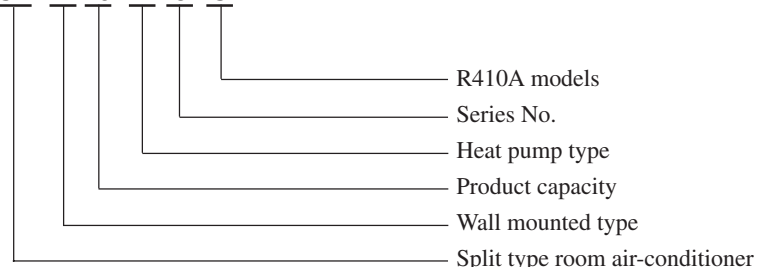 R410A models
Series No.
Heat pump type
Product capacity
Wall mounted type
Split type room air-conditioner